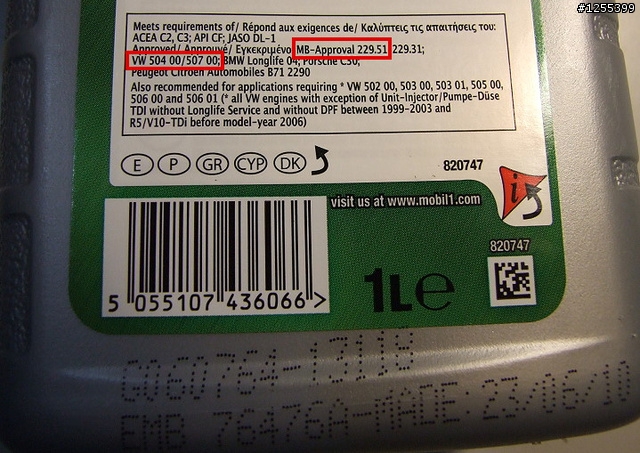 #1255399
Meets requirements of/ Répond aux exigences de/ Καλύπτεις τις απαιτήσεις του:
ACEA C2, C3; API CF; JASO DL-1
Approved/ Approuvé/ Εγκεκριμένο MB-Approval 229.51 229.31;
VW 504 00/507 00; BMW Longlife 04; Porsche C30;
Peugeot Citroën Automobiles B71 2290
Also recommended for applications requiring * VW 502 00, 503 00, 503 01, 505 00,
506 00 and 506 01 (* all VW engines with exception of Unit-Injector/Pumpe-Düse
TDI without Longlife Service and without DPF between 1999-2003 and
R5/V10-TDi before model-year 2006)
E P GR CYP DK
820747
visit us at www.mobil1.com
820747
5 055107 436066 >
1L e
G060764-13118
EMB 76476A-MADE:23/06/10